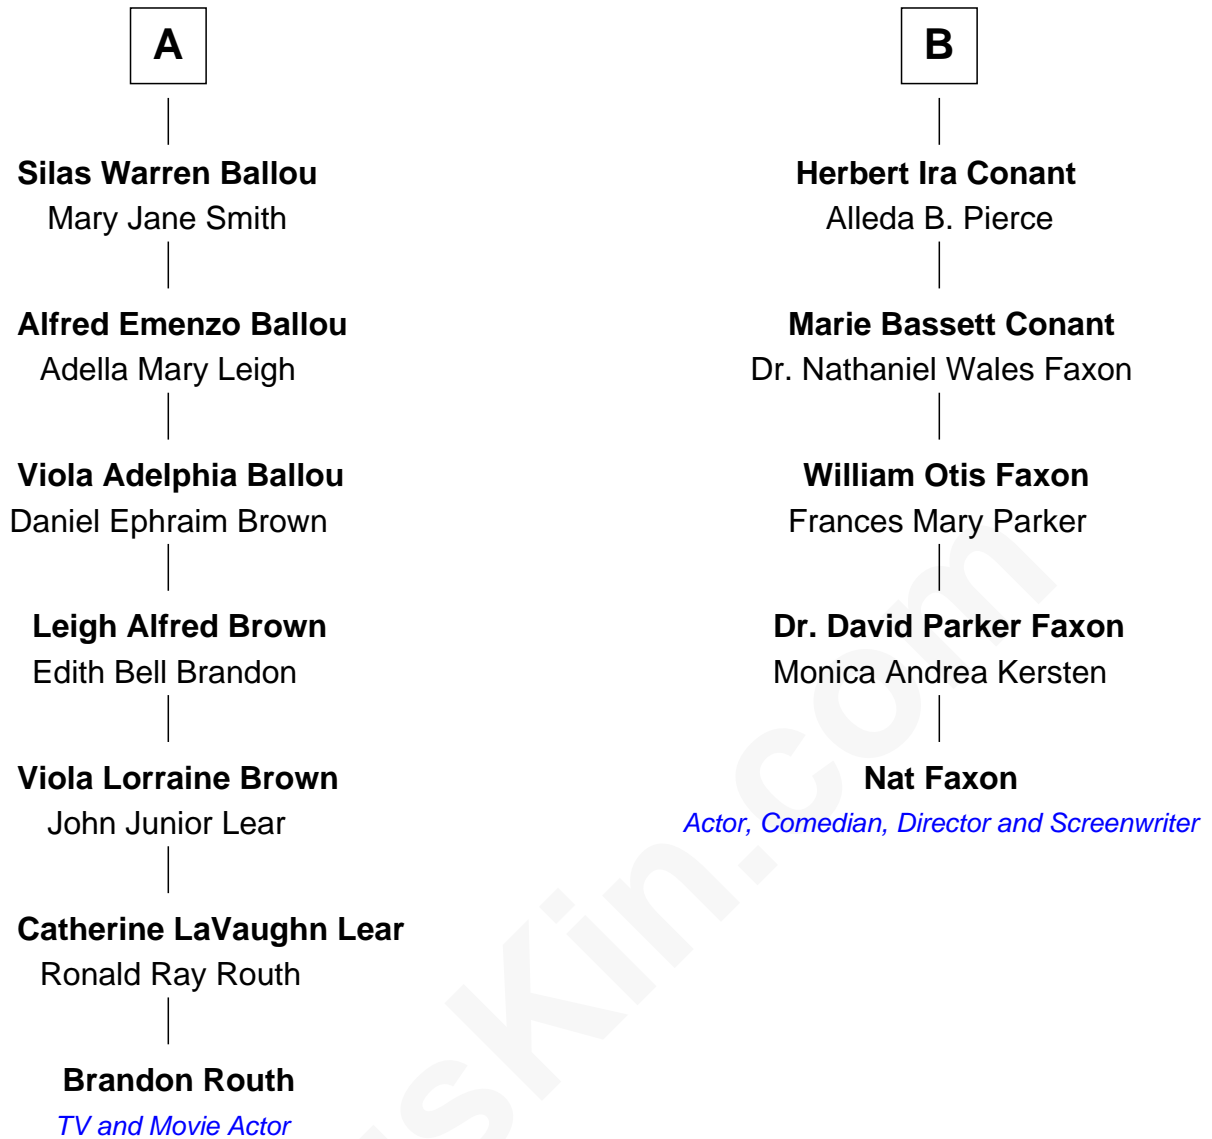 A
Silas Warren Ballou
Mary Jane Smith
Alfred Emenzo Ballou
Adella Mary Leigh
Viola Adelphia Ballou
Daniel Ephraim Brown
Leigh Alfred Brown
Edith Bell Brandon
Viola Lorraine Brown
John Junior Lear
Catherine LaVaughn Lear
Ronald Ray Routh
Brandon Routh
TV and Movie Actor
B
Herbert Ira Conant
Alleda B. Pierce
Marie Bassett Conant
Dr. Nathaniel Wales Faxon
William Otis Faxon
Frances Mary Parker
Dr. David Parker Faxon
Monica Andrea Kersten
Nat Faxon
Actor, Comedian, Director and Screenwriter